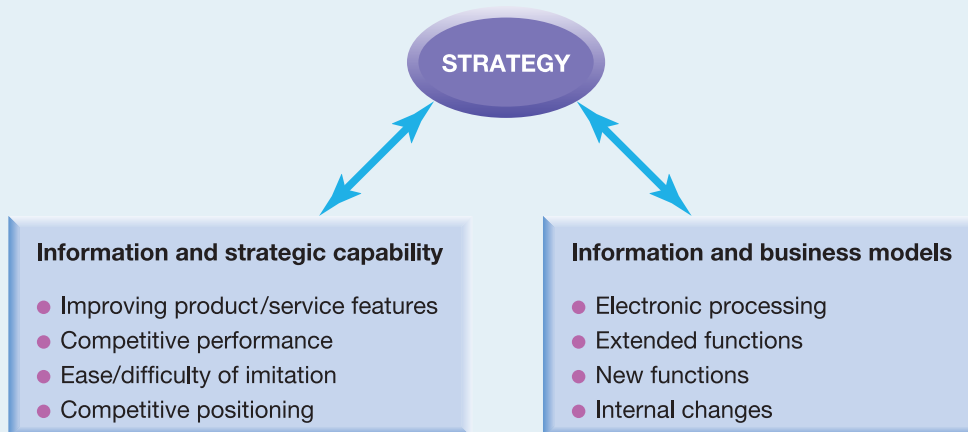 STRATEGY
Information and strategic capability
● Improving product/service features
● Competitive performance
● Ease/difficulty of imitation
● Competitive positioning
Information and business models
● Electronic processing
● Extended functions
● New functions
● Internal changes